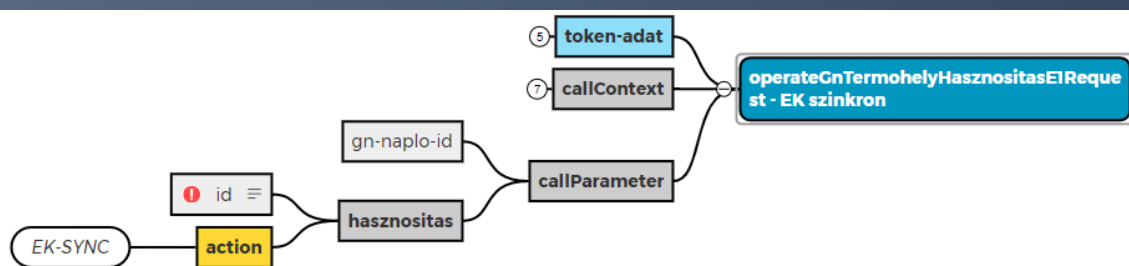 5
token-adat
operateGnTermohelyHasznositasE1Reque
st - EK szinkron
7
callContext
gn-naplo-id
callParameter
id
hasznositas
EK-SYNC
action